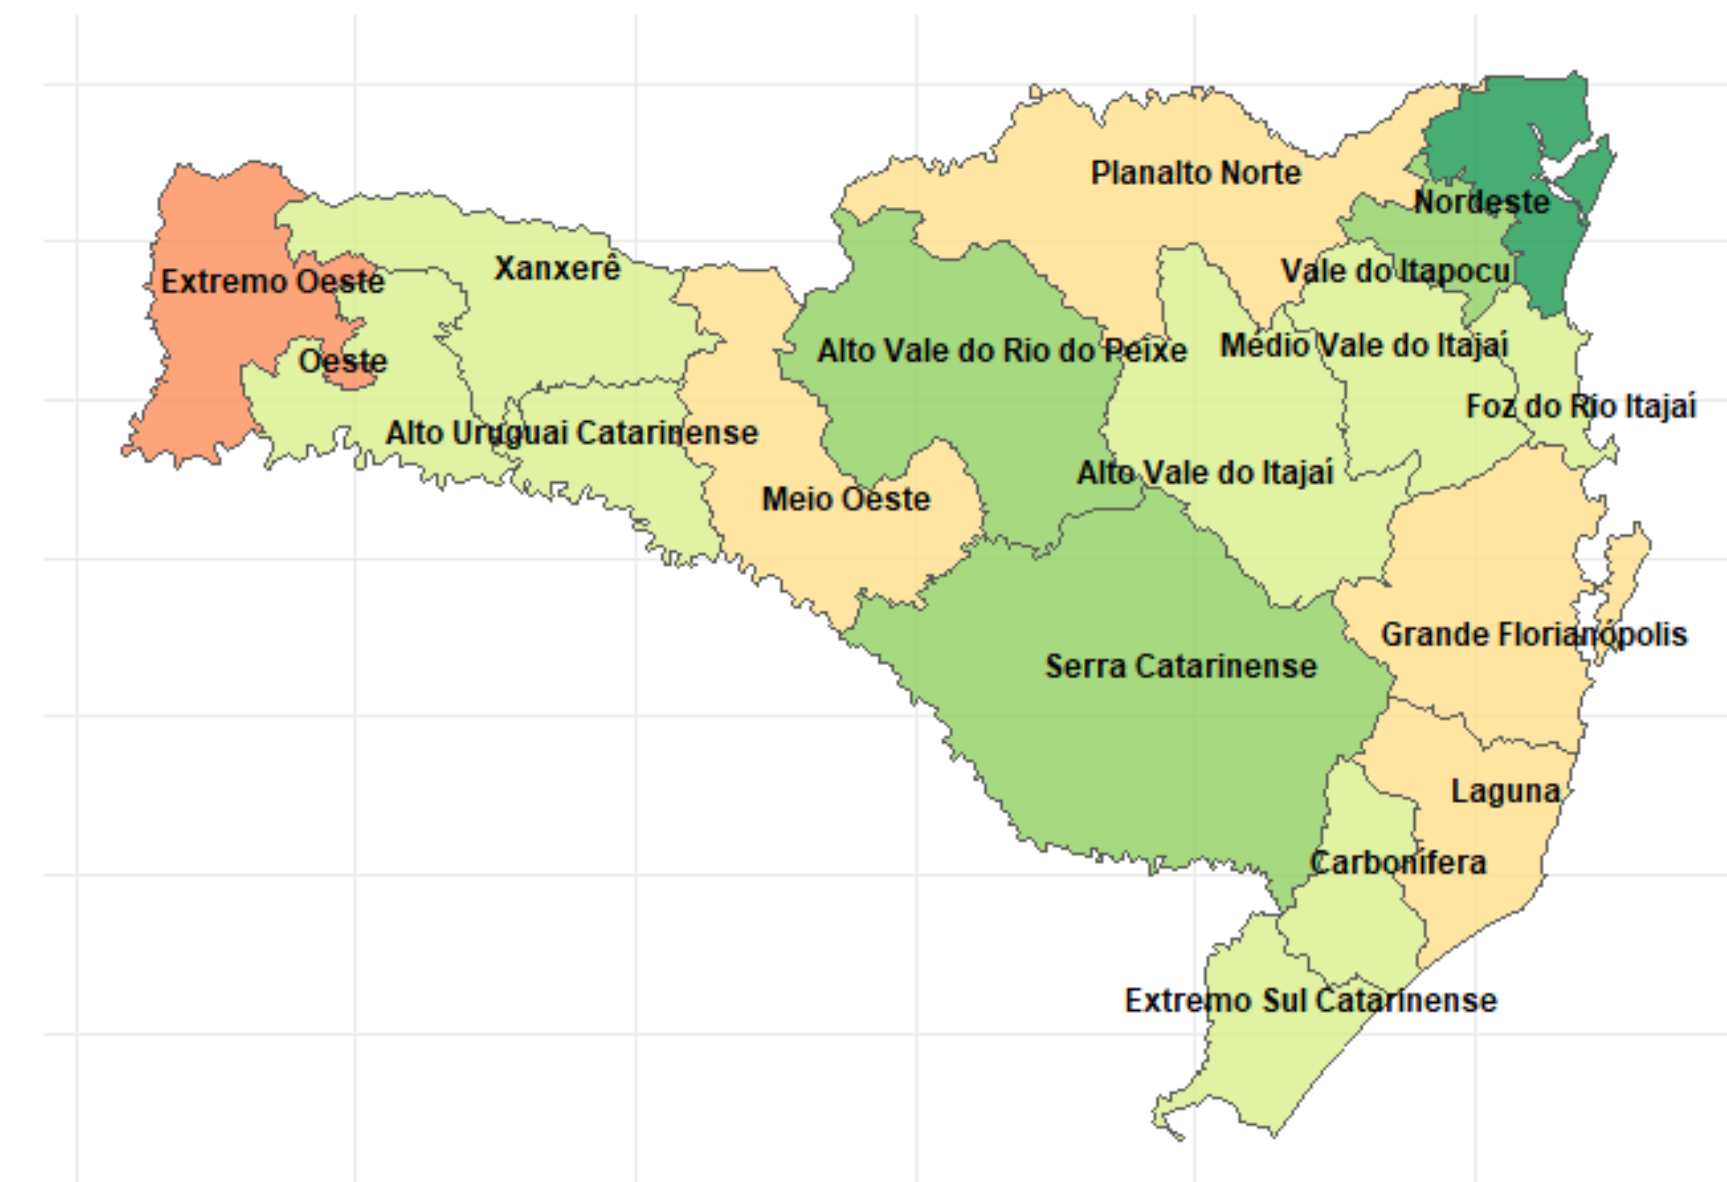 Planalto Norte
Nordeste
Xanxerê
Vale do Itapocu
Extremo Oeste
Médio Vale do Itajaí
Alto Vale do Rio do Peixe
Oeste
Foz do Rio Itajaí
Alto Uruguai Catarinense
Alto Vale do Itajaí
Meio Oeste
Grande Florianópolis
Serra Catarinense
Laguna
Carbonífera
Extremo Sul Catarinense